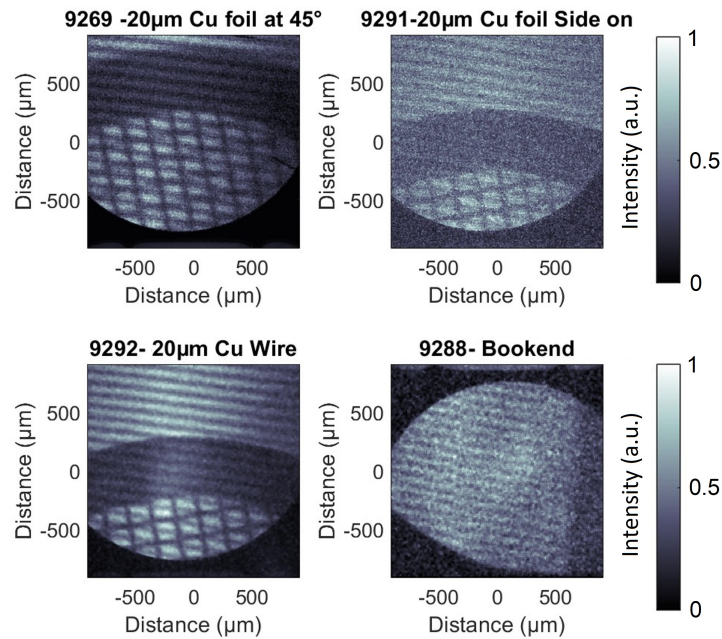 9269 -20μm Cu foil at 45°
9291-20μm Cu foil Side on
Distance (μm)
500
0
-500
-500
0
500
Distance (μm)
Distance (μm)
500
0
-500
-500
0
500
Distance (μm)
Intensity (a.u.)
1
0.5
0
9292- 20μm Cu Wire
9288- Bookend
Distance (μm)
500
0
-500
-500
0
500
Distance (μm)
Distance (μm)
500
0
-500
-500
0
500
Distance (μm)
Intensity (a.u.)
1
0.5
0